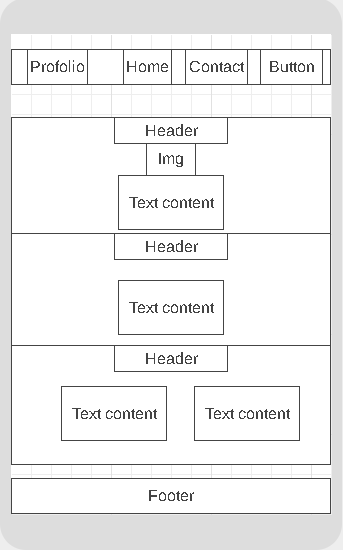 Profolio Home Contact Button
Header
Img
Text content
Header
Text content
Header
Text content Text content
Footer